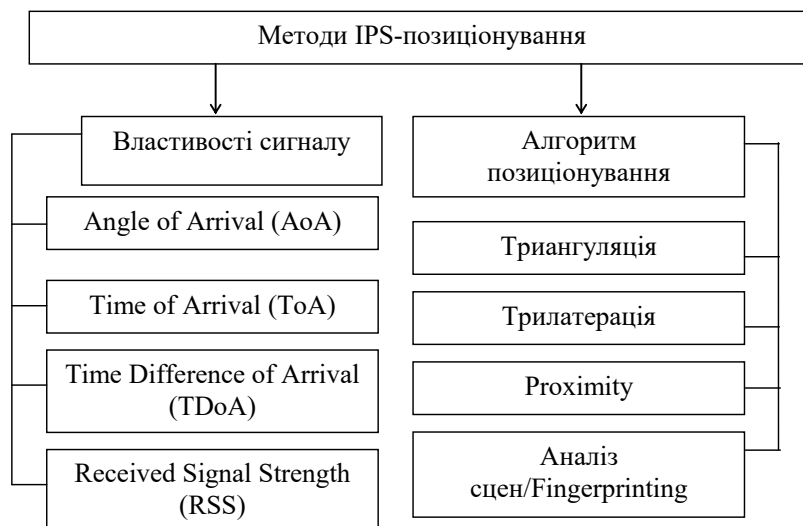 Методи IPS-позиціонування
Властивості сигналу
Angle of Arrival (AoA)
Time of Arrival (ToA)
Time Difference of Arrival
(TDoA)
Received Signal Strength
(RSS)
Алгоритм
позиціонування
Триангуляція
Трилатерація
Proximity
Аналіз
сцен/Fingerprinting